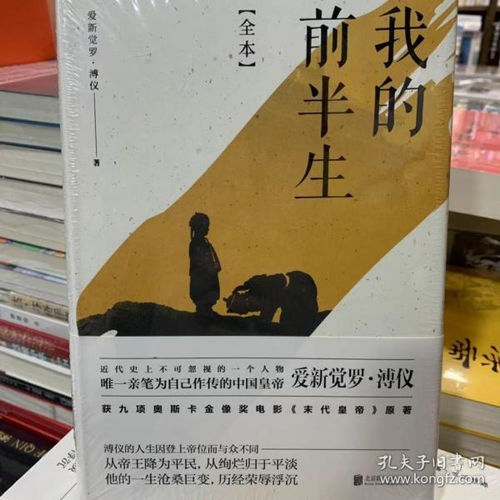 我的
前半生
【全本】
爱新觉罗·溥仪 著
近代史上不可忽视的一个人物
唯一亲笔为自己作传的中国皇帝 爱新觉罗·溥仪
获九项奥斯卡金像奖电影《末代皇帝》原著
溥仪的人生因登上帝位而与众不同
从帝王降为平民，从绚烂归于平淡
他的一生沧桑巨变，历经荣辱浮沉
孔夫子旧书网
www.kongfz.com